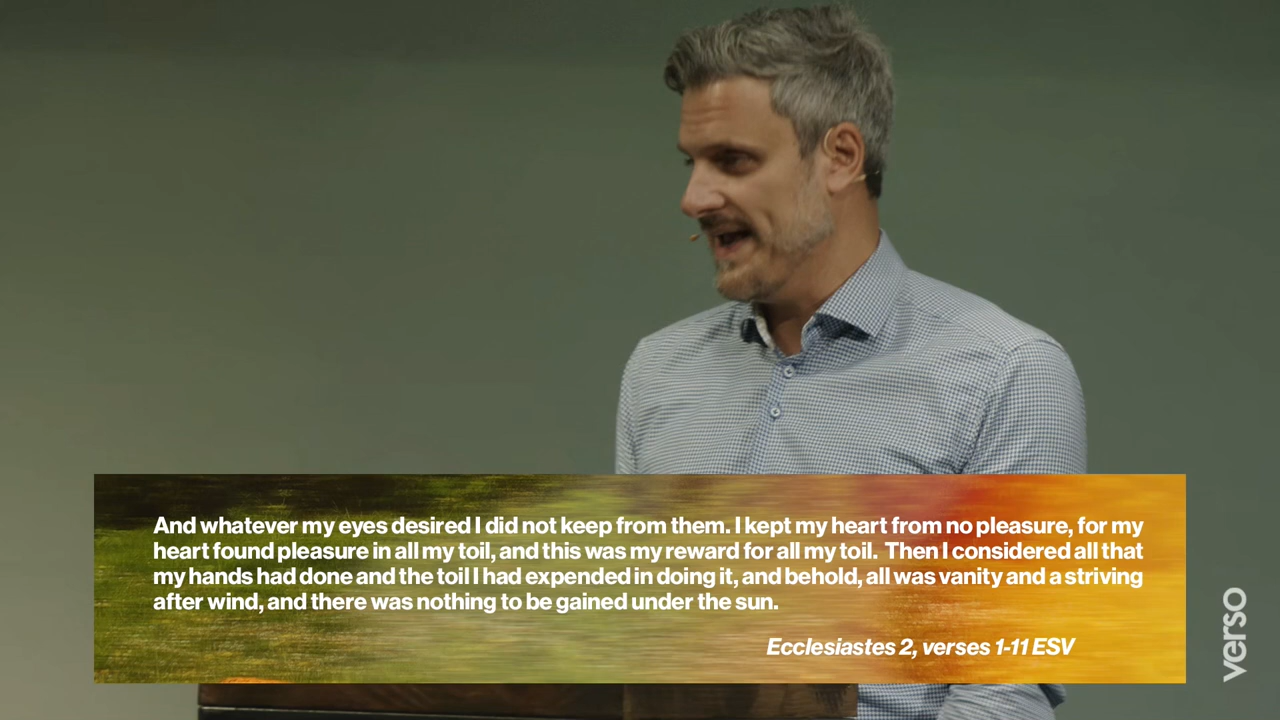 And whatever my eyes desired I did not keep from them. I kept my heart from no pleasure, for my
heart found pleasure in all my toil, and this was my reward for all my toil. Then I considered all that
my hands had done and the toil I had expended in doing it, and behold, all was vanity and a striving
after wind, and there was nothing to be gained under the sun.
Ecclesiastes 2, verses 1-11 ESV
verso